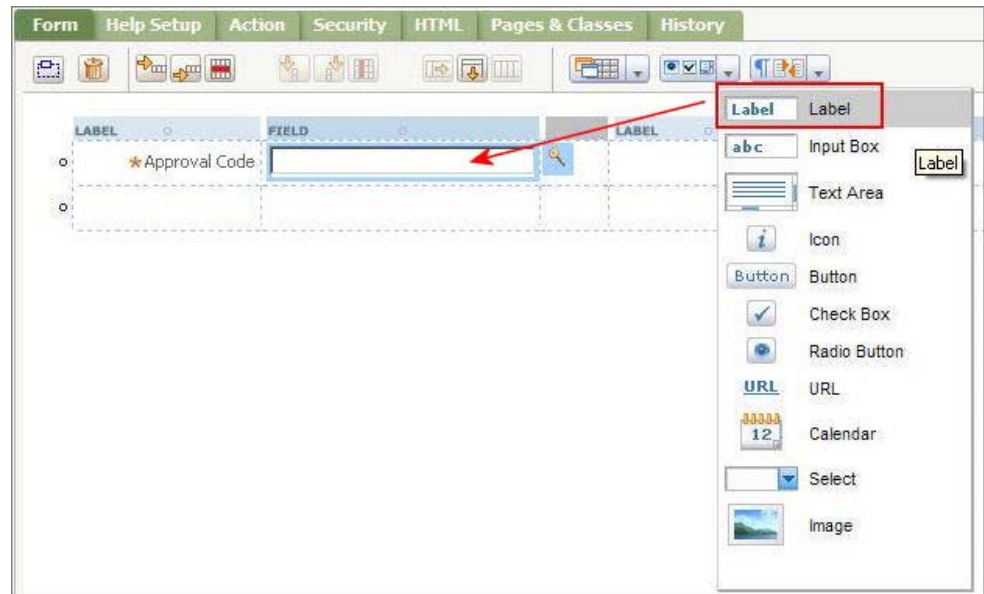 Form Help Setup Action Security HTML Pages & Classes History
LABEL FIELD LABEL
*Approval Code
Label Label
abc Input Box
Label
Text Area
i Icon
Button Button
Check Box
Radio Button
URL URL
12 Calendar
Select
Image